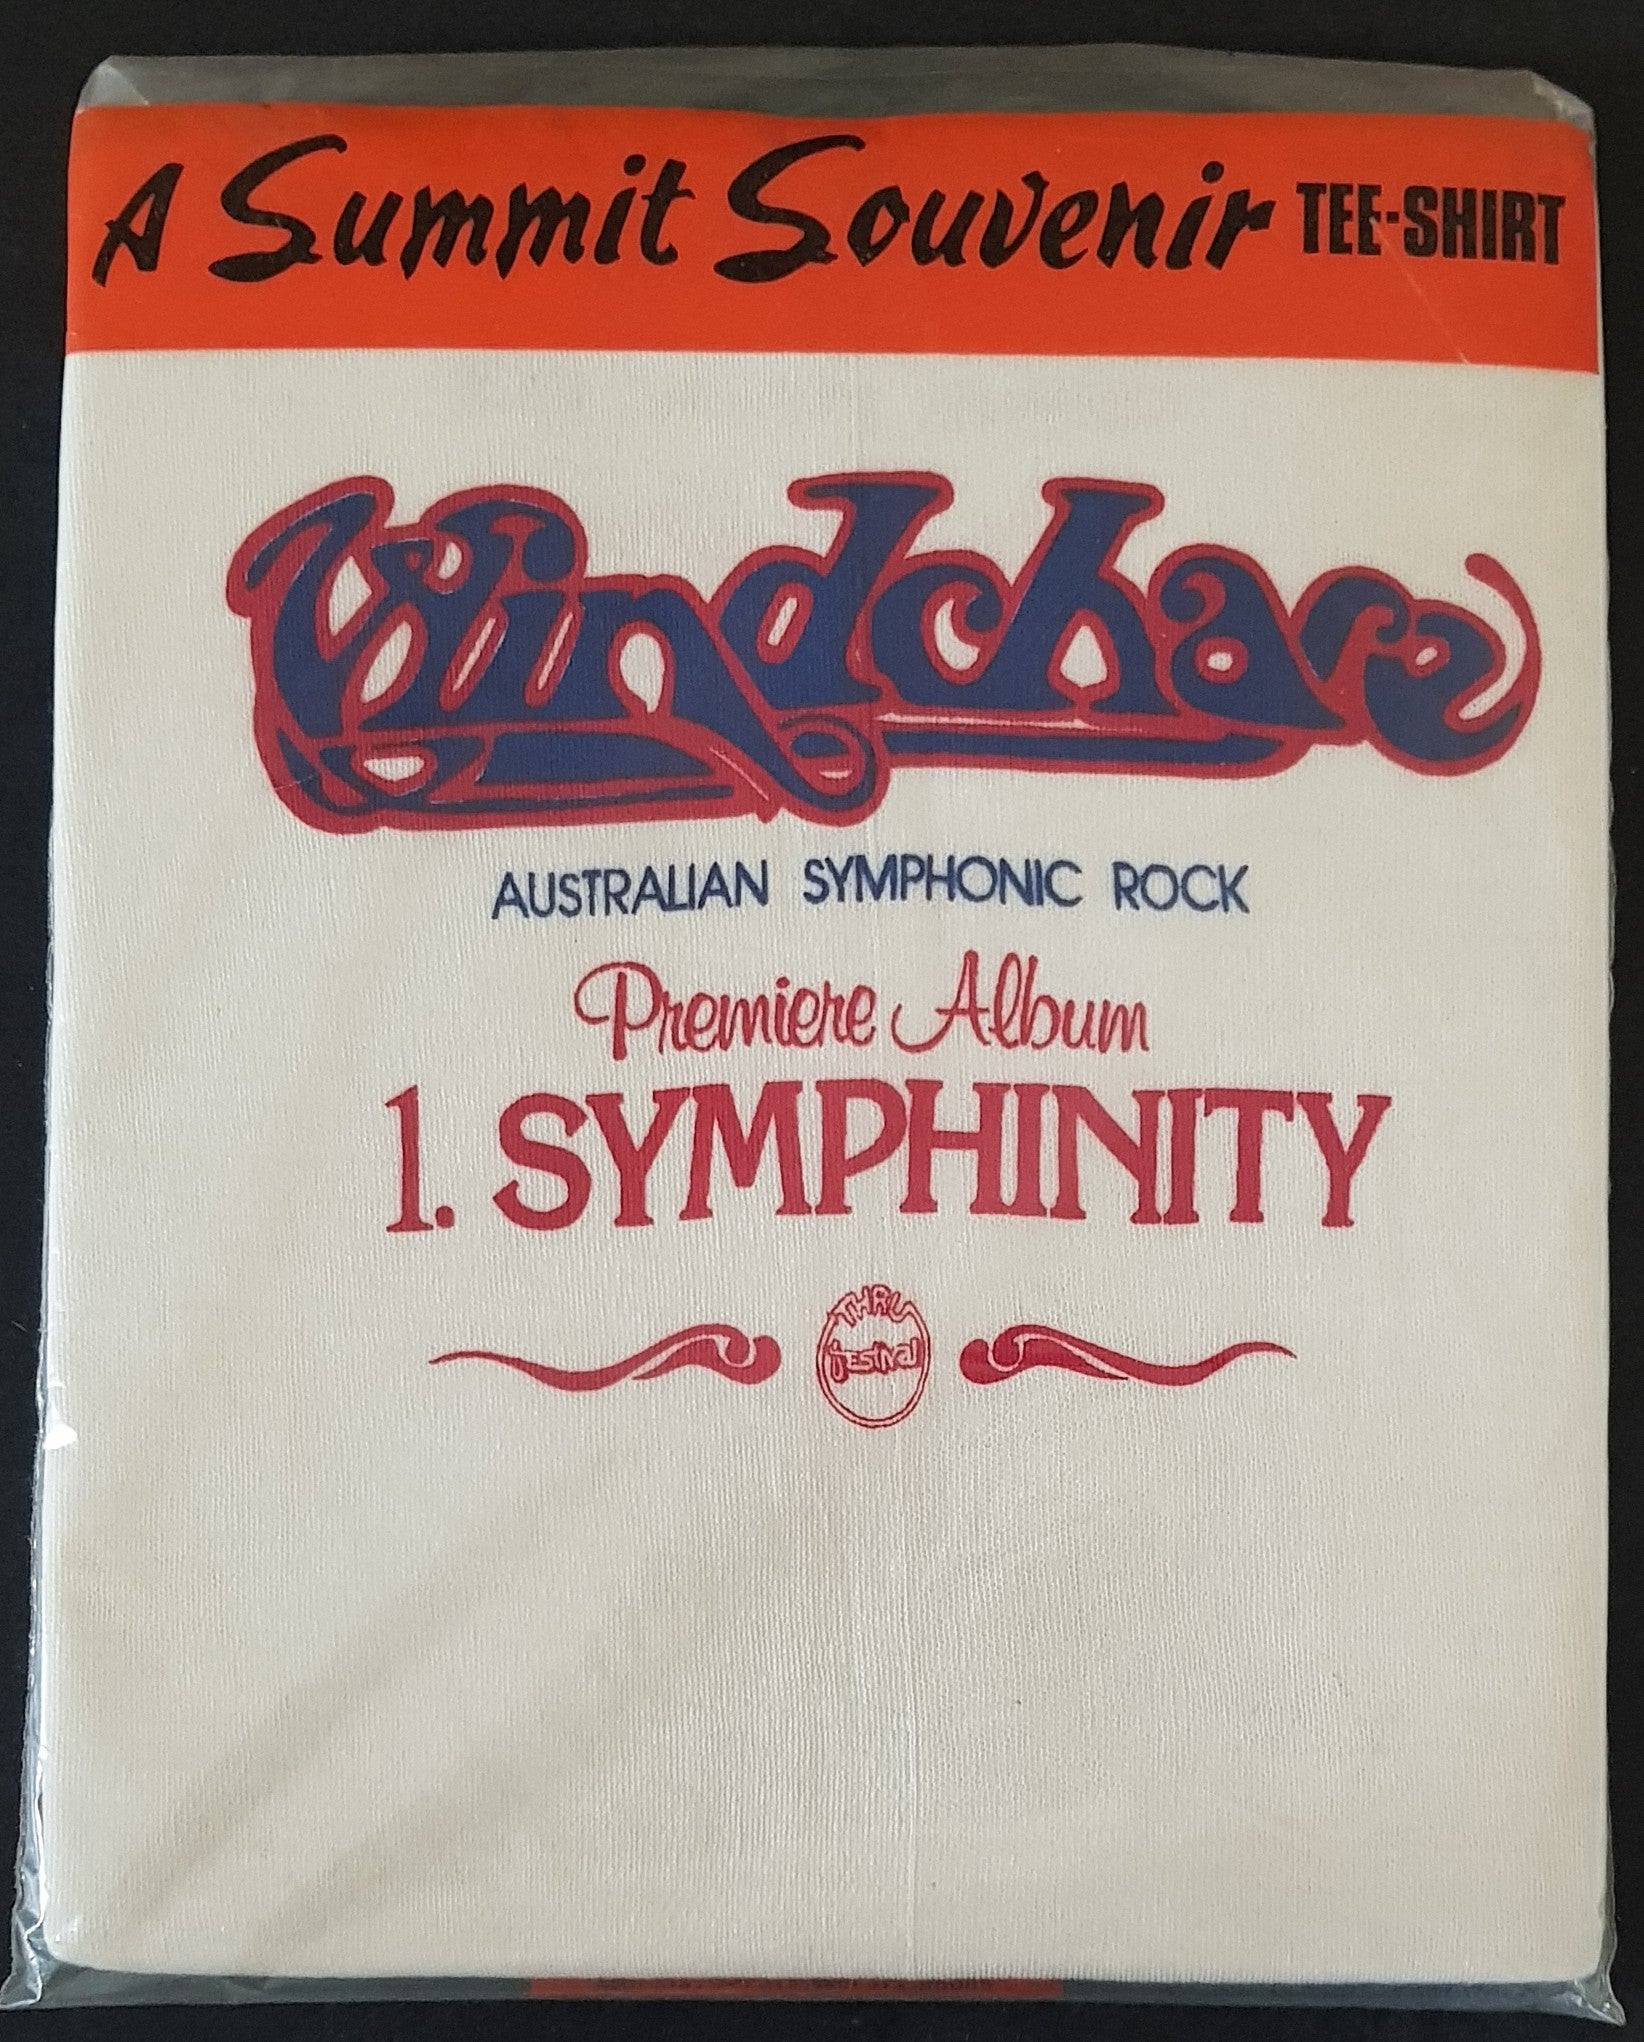 A Summit Souvenir TEE-SHIRT
Windchase
AUSTRALIAN SYMPHONIC ROCK
Premiere Album
1. SYMPHINITY
THRU
FESTIVAL